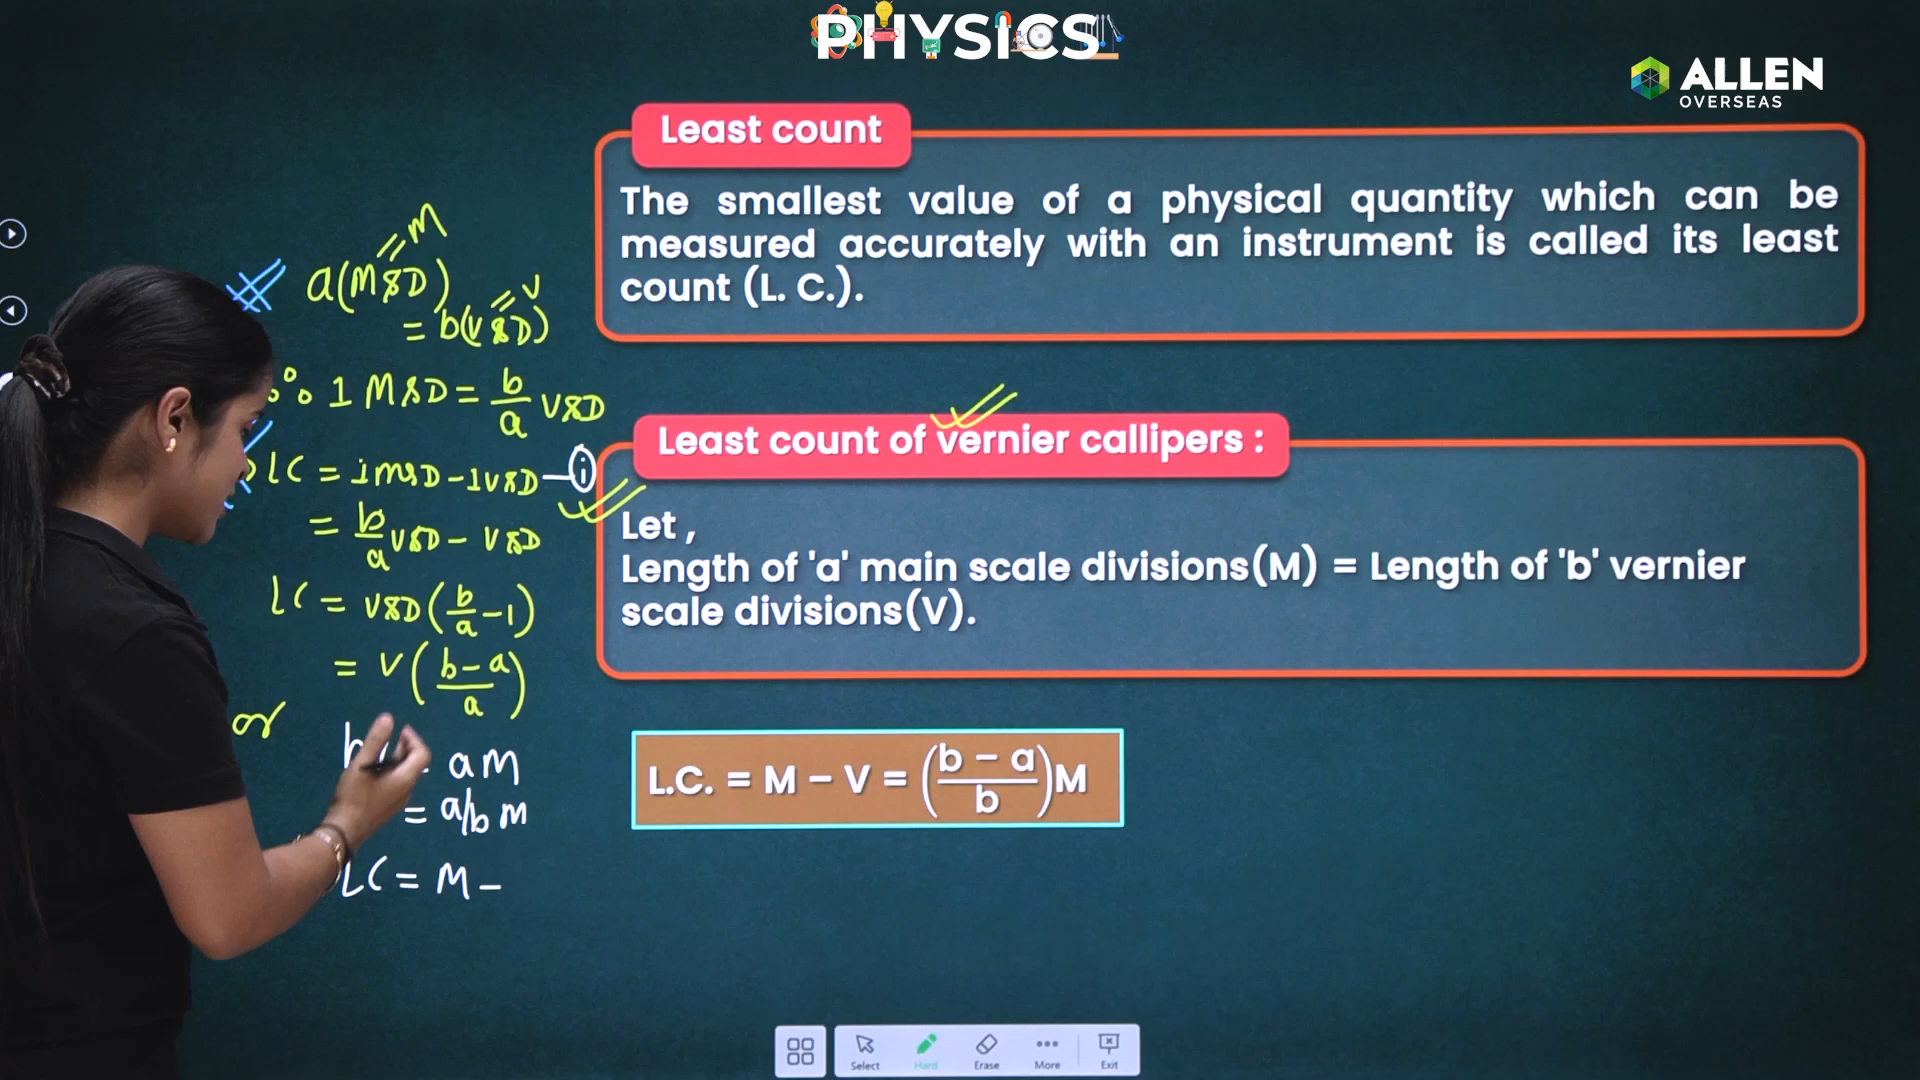 PHYSICS
ALLEN
OVERSEAS
Least count
The smallest value of a physical quantity which can be
measured accurately with an instrument is called its least
count (L. C.).
Least count of vernier callipers :
Let ,
Length of 'a' main scale divisions(M) = Length of 'b' vernier
scale divisions(V).
L.C. = M – V = (b – a / b)M
= M
a(MSD)
= V
= b(VSD)
1 MSD = b/a VSD
LC = 1MSD - 1VSD — (i)
= b/a VSD - VSD
LC = VSD (b/a - 1)
= V (b - a / a)
or
b = aM
= a/b M
LC = M -
Select
Hard
Erase
More
Exit